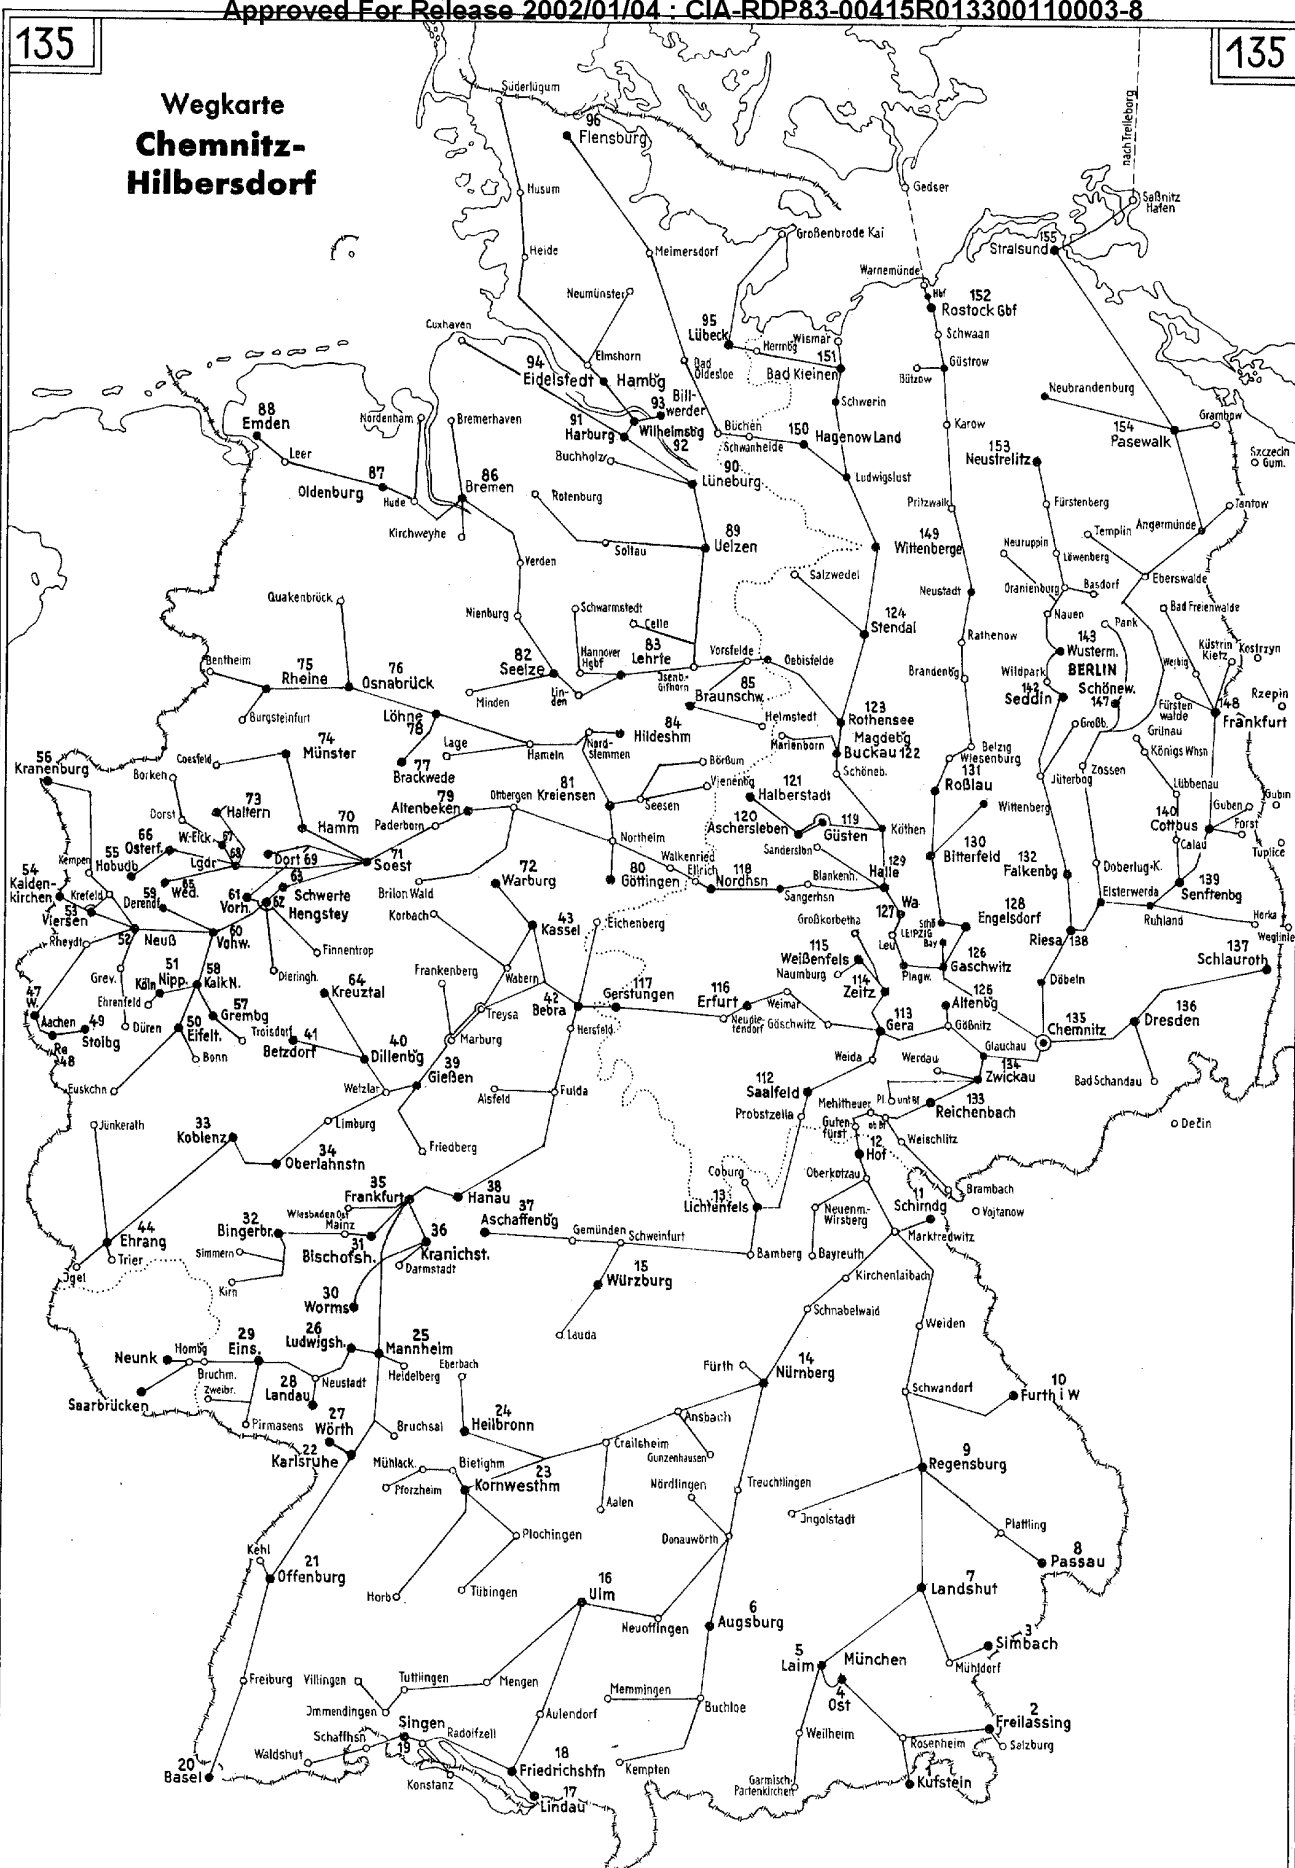 Approved For Release 2002/01/04 : CIA-RDP83-00415R013300110003-8
135
135
Wegkarte
Chemnitz-
Hilbersdorf
Süderlügum
96
Flensburg
nach Trelleborg
Gedser
Saßnitz
Hafen
Husum
Großenbrode Kai
155
Stralsund
Heide
Meimersdorf
Warnemünde
Hbf
152
Rostock Gbf
Neumünster
95
Lübeck
Herrnbg
Wismar
151
Bad Kleinen
Schwaan
Güstrow
Bützow
Cuxhaven
Elmshorn
94
Eidelstedt
Hambg
Bad
Oldesloe
Neubrandenburg
Schwerin
Grambow
154
Pasewalk
88
Emden
Nordenham
Bremerhaven
93
Bill-
werder
91
Harburg
Wilhelmsbg
92
Büchen
Schwanheide
150
Hagenow Land
Karow
153
Neustrelitz
Szczecin
Gum.
Leer
87
Oldenburg
Hude
86
Bremen
Buchholz
90
Lüneburg
Ludwigslust
Rotenburg
Pritzwalk
Fürstenberg
Tantow
Kirchweyhe
89
Uelzen
Soltau
149
Wittenberge
Templin
Angermünde
Neuruppin
Löwenberg
Verden
Salzwedel
Oranienburg
Basdorf
Eberswalde
Quakenbrück
Neustadt
Nienburg
Schwarmstedt
Celle
124
Stendal
Nauen
Pank
Bad Freienwalde
Rathenow
143
Wusterm.
Küstrin
Kietz
Kostrzyn
Bentheim
75
Rheine
76
Osnabrück
82
Seelze
Hannover
Hgbf
83
Lehrte
Vorsfelde
Oebisfelde
Brandenbg
Wildpark
BERLIN
Werbig
142
Seddin
Schönew.
147
Fürsten
walde
148
Frankfurt
Rzepin
Burgsteinfurt
Minden
Lin-
den
Isenb.-
Gifhorn
85
Braunschw.
Helmstedt
123
Rothensee
Magdebg
Buckau 122
Marienborn
Schöneb.
Großb.
Grünau
Königs Whsn
Löhne
78
Lage
Hameln
Nord-
stemmen
84
Hildeshm
Belzig
Wiesenburg
Jüterbog
Zossen
Lübbenau
74
Münster
Coesfeld
77
Brackwede
Börßum
56
Kranenburg
Borken
Ottbergen
Kreiensen
81
Seesen
Vienenbg
121
Halberstadt
131
Roßlau
Wittenberg
140
Cottbus
Guben
Gubin
Forst
Dorst
73
Haltern
70
Hamm
79
Altenbeken
Paderborn
120
Aschersleben
119
Güsten
Köthen
Calau
Tuplice
55
Hobudb
66
Osterf.
W.-Eick.
67
Lgdr
68
Dort 69
71
Soest
Northeim
Sanderslbn
130
Bitterfeld
132
Falkenbg
Doberlug-K.
139
Senftenbg
54
Kalden-
kirchen
Kempen
59
Derendf
65
Wed.
61
Vorh.
63
Schwerte
62
Hengstey
72
Warburg
80
Göttingen
Walkenried
Ellrich
118
Nordhsn
Blankenh.
Sangerhsn
129
Halle
Elsterwerda
Ruhland
Krefeld
53
Viersen
52
Neuß
60
Vohw.
Brilon Wald
Korbach
43
Kassel
Eichenberg
Wa.
127
Leu
LEIPZIG
128
Engelsdorf
Schö
Bay
Plagw.
126
Gaschwitz
Riesa 138
Horka
Weglinie
Rheydt
Grev.
Finnentrop
Großkorbetha
115
Weißenfels
Naumburg
137
Schlauroth
47
W.
Aachen
Re
48
49
Stolbg
Köln
Ehrenfeld
51
Nipp.
58
Kalk N.
Dieringh.
64
Kreuztal
Frankenberg
Wabern
Treysa
42
Bebra
117
Gerstungen
116
Erfurt
Weimar
Neudie-
tendorf
Göschwitz
114
Zeitz
113
Gera
125
Altenbg
Gößnitz
Döbeln
136
Dresden
Düren
50
Eifelt.
57
Grembg
Troisdorf
Bonn
41
Betzdorf
40
Dillenbg
Marburg
Hersfeld
Weida
Werdau
Glauchau
135
Chemnitz
134
Zwickau
Bad Schandau
Euskchn
Wetzlar
39
Gießen
Alsfeld
Fulda
112
Saalfeld
Probstzella
Mehltheuer
Pl.
unt Bf
ob Bf
133
Reichenbach
Děčín
Jünkerath
33
Koblenz
34
Oberlahnstn
Limburg
Friedberg
Guten-
fürst
12
Hof
Weischlitz
Oberkotzau
35
Frankfurt
38
Hanau
Coburg
13
Lichtenfels
11
Schirndg
Brambach
Vojtanow
44
Ehrang
Trier
Igel
Simmern
32
Bingerbr.
Wiesbaden Ost
Mainz
31
Bischofsh.
36
Kranichst.
Darmstadt
37
Aschaffenbg
Gemünden
Schweinfurt
Bamberg
Neuenm.-
Wirsberg
Bayreuth
Marktredwitz
Kirn
30
Worms
15
Würzburg
Kirchenlaibach
Schnabelwaid
Weiden
Lauda
Neunk
Hombg
Bruchm.
Zweibr.
29
Eins.
26
Ludwigsh.
25
Mannheim
Heidelberg
Eberbach
Fürth
14
Nürnberg
Schwandorf
10
Furth i W
Saarbrücken
Pirmasens
28
Landau
Neustadt
27
Wörth
Bruchsal
24
Heilbronn
Ansbach
Crailsheim
Gunzenhausen
22
Karlsruhe
Mühlack.
Pforzheim
Bietighm
23
Kornwesthm
Aalen
Nördlingen
Treuchtlingen
Ingolstadt
9
Regensburg
Plochingen
Donauwörth
Plattling
8
Passau
Kehl
21
Offenburg
Horb
Tübingen
16
Ulm
Neuoffingen
6
Augsburg
7
Landshut
3
Simbach
Mühldorf
Freiburg
Villingen
Tuttlingen
Immendingen
Mengen
Memmingen
Buchloe
5
Laim
München
4
Ost
Aulendorf
Weilheim
2
Freilassing
Salzburg
Rosenheim
Schaffhsn
Waldshut
Singen
19
Radolfzell
Konstanz
20
Basel
18
Friedrichshfn
17
Lindau
Kempten
Garmisch-
Partenkirchen
1
Kufstein